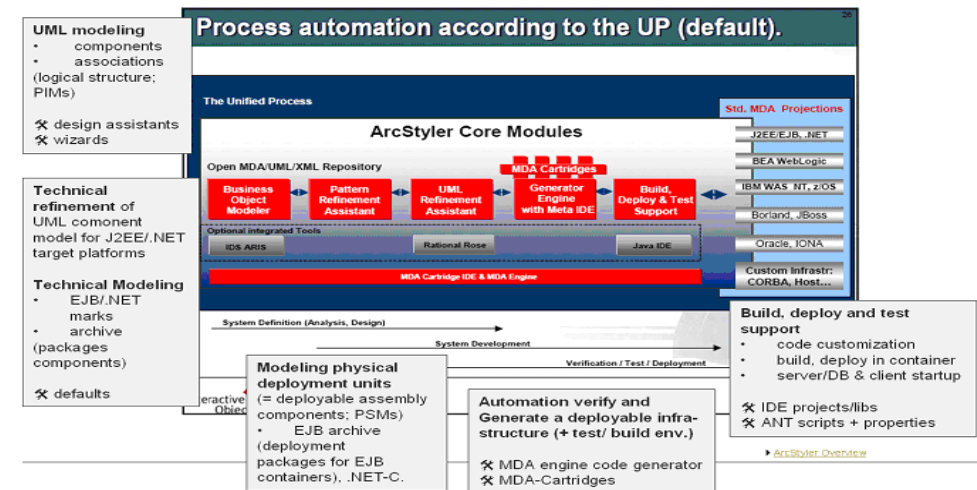 Process automation according to the UP (default).
26
UML modeling
• components
• associations
(logical structure;
PIMs)
design assistants
wizards
Technical
refinement of
UML comonent
model for J2EE/.NET
target platforms
Technical Modeling
• EJB/.NET
marks
• archive
(packages
components)
defaults
The Unified Process
ArcStyler Core Modules
Open MDA/UML/XML Repository
MDA Cartridges
Business
Object
Modeler
Pattern
Refinement
Assistant
UML
Refinement
Assistant
Generator
Engine
with Meta IDE
Build,
Deploy & Test
Support
Optional integrated Tools
IDS ARIS
Rational Rose
Java IDE
MDA Cartridge IDE & MDA Engine
Std. MDA Projections
J2EE/EJB, .NET
BEA WebLogic
IBM WAS NT, z/OS
Borland, JBoss
Oracle, IONA
Custom Infrastr:
CORBA, Host...
System Definition (Analysis, Design)
System Development
Verification / Test / Deployment
eractive
Obje
Modeling physical
deployment units
(= deployable assembly
components; PSMs)
• EJB archive
(deployment
packages for EJB
containers), .NET-C.
Automation verify and
Generate a deployable infra-
structure (+ test/ build env.)
MDA engine code generator
MDA-Cartridges
Build, deploy and test
support
• code customization
• build, deploy in container
• server/DB & client startup
IDE projects/libs
ANT scripts + properties
ArcStyler Overview